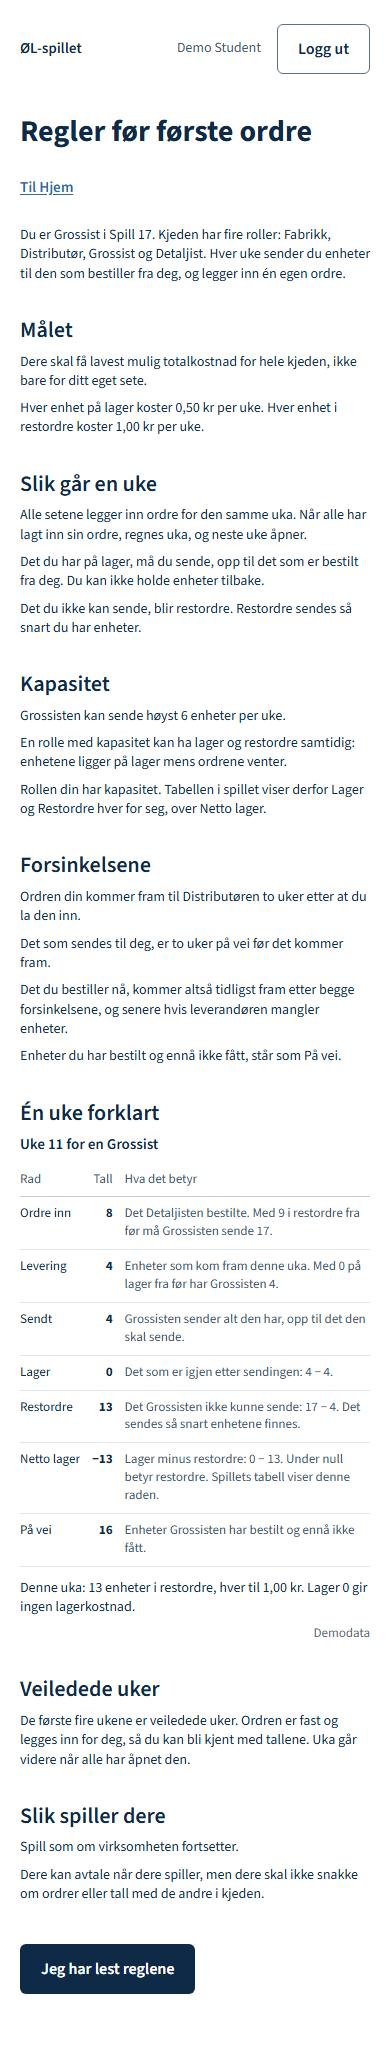 ØL-spillet
Demo Student
Logg ut
Regler før første ordre
Til Hjem
Du er Grossist i Spill 17. Kjeden har fire roller: Fabrikk,
Distributør, Grossist og Detaljist. Hver uke sender du enheter
til den som bestiller fra deg, og legger inn én egen ordre.
Målet
Dere skal få lavest mulig totalkostnad for hele kjeden, ikke
bare for ditt eget sete.
Hver enhet på lager koster 0,50 kr per uke. Hver enhet i
restordre koster 1,00 kr per uke.
Slik går en uke
Alle setene legger inn ordre for den samme uka. Når alle har
lagt inn sin ordre, regnes uka, og neste uke åpner.
Det du har på lager, må du sende, opp til det som er bestilt
fra deg. Du kan ikke holde enheter tilbake.
Det du ikke kan sende, blir restordre. Restordre sendes så
snart du har enheter.
Kapasitet
Grossisten kan sende høyst 6 enheter per uke.
En rolle med kapasitet kan ha lager og restordre samtidig:
enhetene ligger på lager mens ordrene venter.
Rollen din har kapasitet. Tabellen i spillet viser derfor Lager
og Restordre hver for seg, over Netto lager.
Forsinkelsene
Ordren din kommer fram til Distributøren to uker etter at du
la den inn.
Det som sendes til deg, er to uker på vei før det kommer
fram.
Det du bestiller nå, kommer altså tidligst fram etter begge
forsinkelsene, og senere hvis leverandøren mangler
enheter.
Enheter du har bestilt og ennå ikke fått, står som På vei.
Én uke forklart
Uke 11 for en Grossist
Rad Tall Hva det betyr
Ordre inn 8 Det Detaljisten bestilte. Med 9 i restordre fra
før må Grossisten sende 17.
Levering 4 Enheter som kom fram denne uka. Med 0 på
lager fra før har Grossisten 4.
Sendt 4 Grossisten sender alt den har, opp til det den
skal sende.
Lager 0 Det som er igjen etter sendingen: 4 − 4.
Restordre 13 Det Grossisten ikke kunne sende: 17 − 4. Det
sendes så snart enhetene finnes.
Netto lager −13 Lager minus restordre: 0 − 13. Under null
betyr restordre. Spillets tabell viser denne
raden.
På vei 16 Enheter Grossisten har bestilt og ennå ikke
fått.
Denne uka: 13 enheter i restordre, hver til 1,00 kr. Lager 0 gir
ingen lagerkostnad.
Demodata
Veiledede uker
De første fire ukene er veiledede uker. Ordren er fast og
legges inn for deg, så du kan bli kjent med tallene. Uka går
videre når alle har åpnet den.
Slik spiller dere
Spill som om virksomheten fortsetter.
Dere kan avtale når dere spiller, men dere skal ikke snakke
om ordrer eller tall med de andre i kjeden.
Jeg har lest reglene